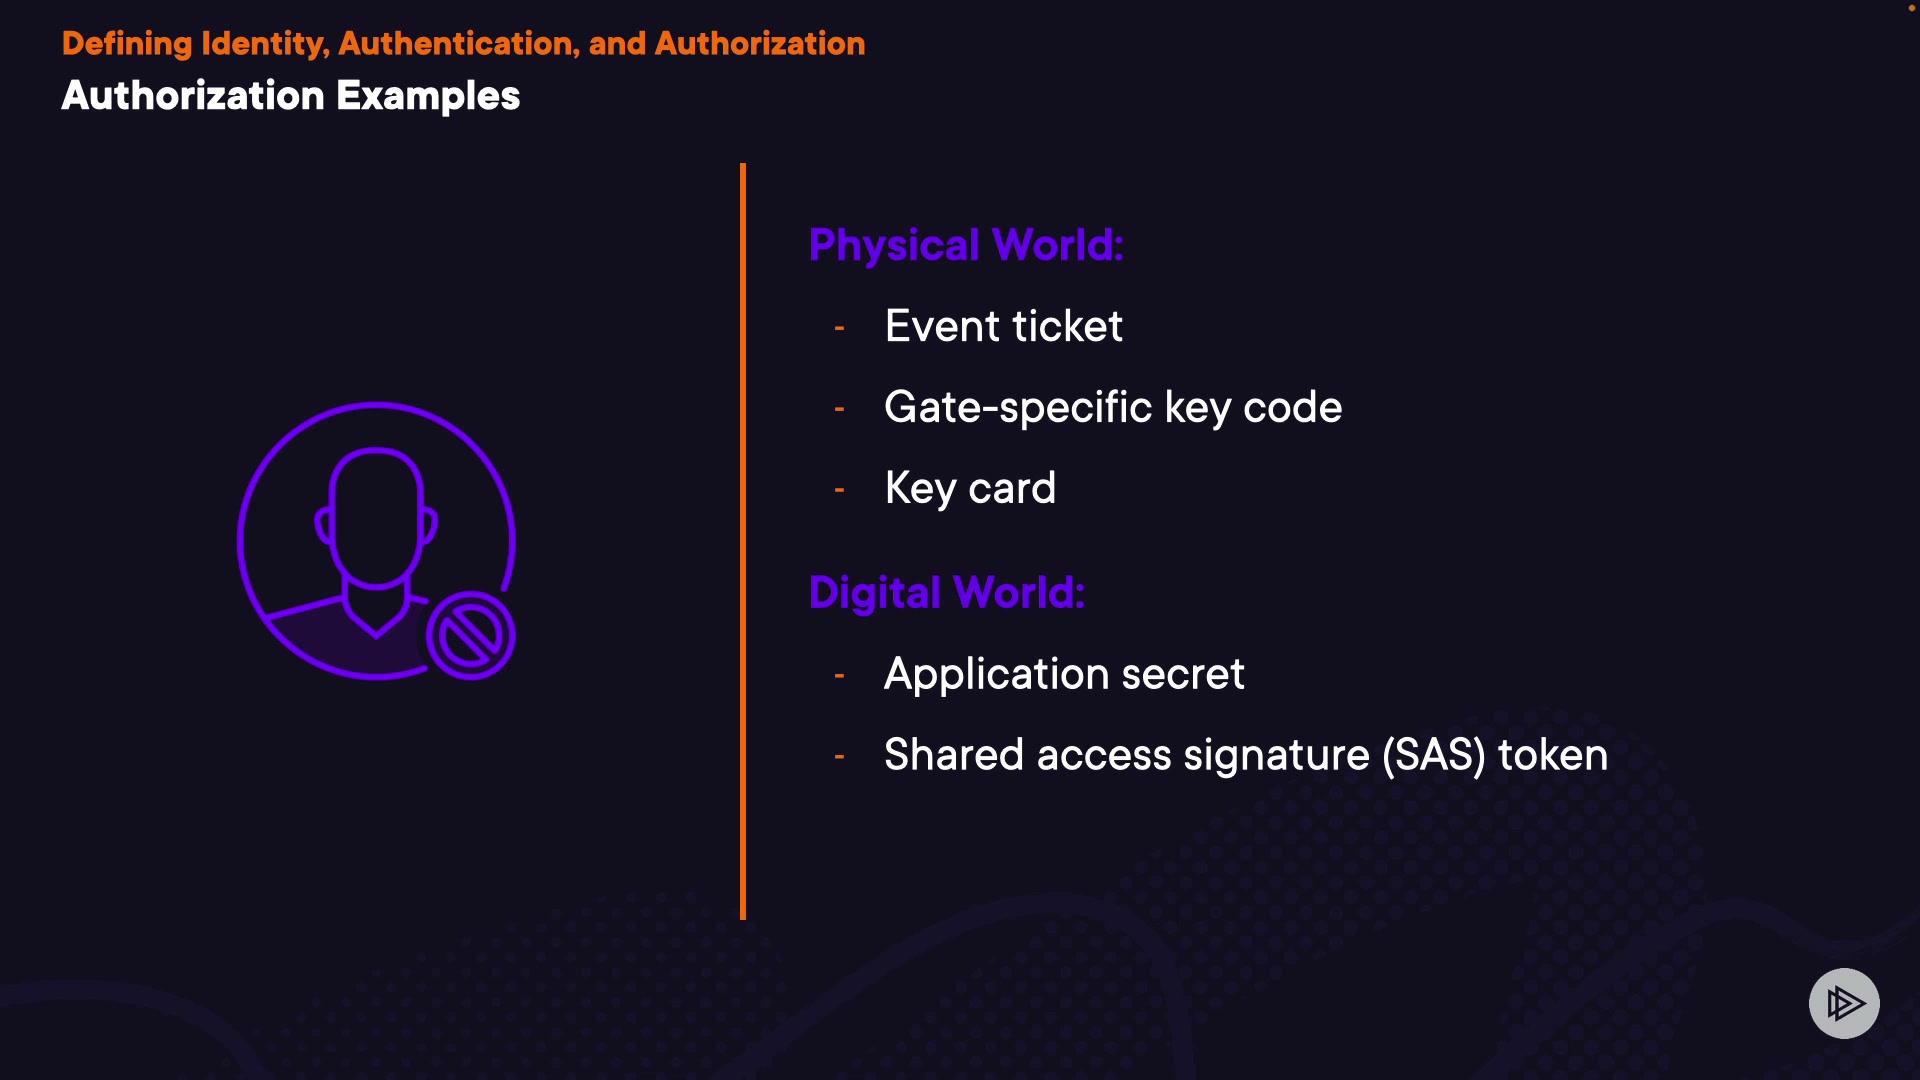 Defining Identity, Authentication, and Authorization
Authorization Examples
Physical World:
- Event ticket
- Gate-specific key code
- Key card
Digital World:
- Application secret
- Shared access signature (SAS) token